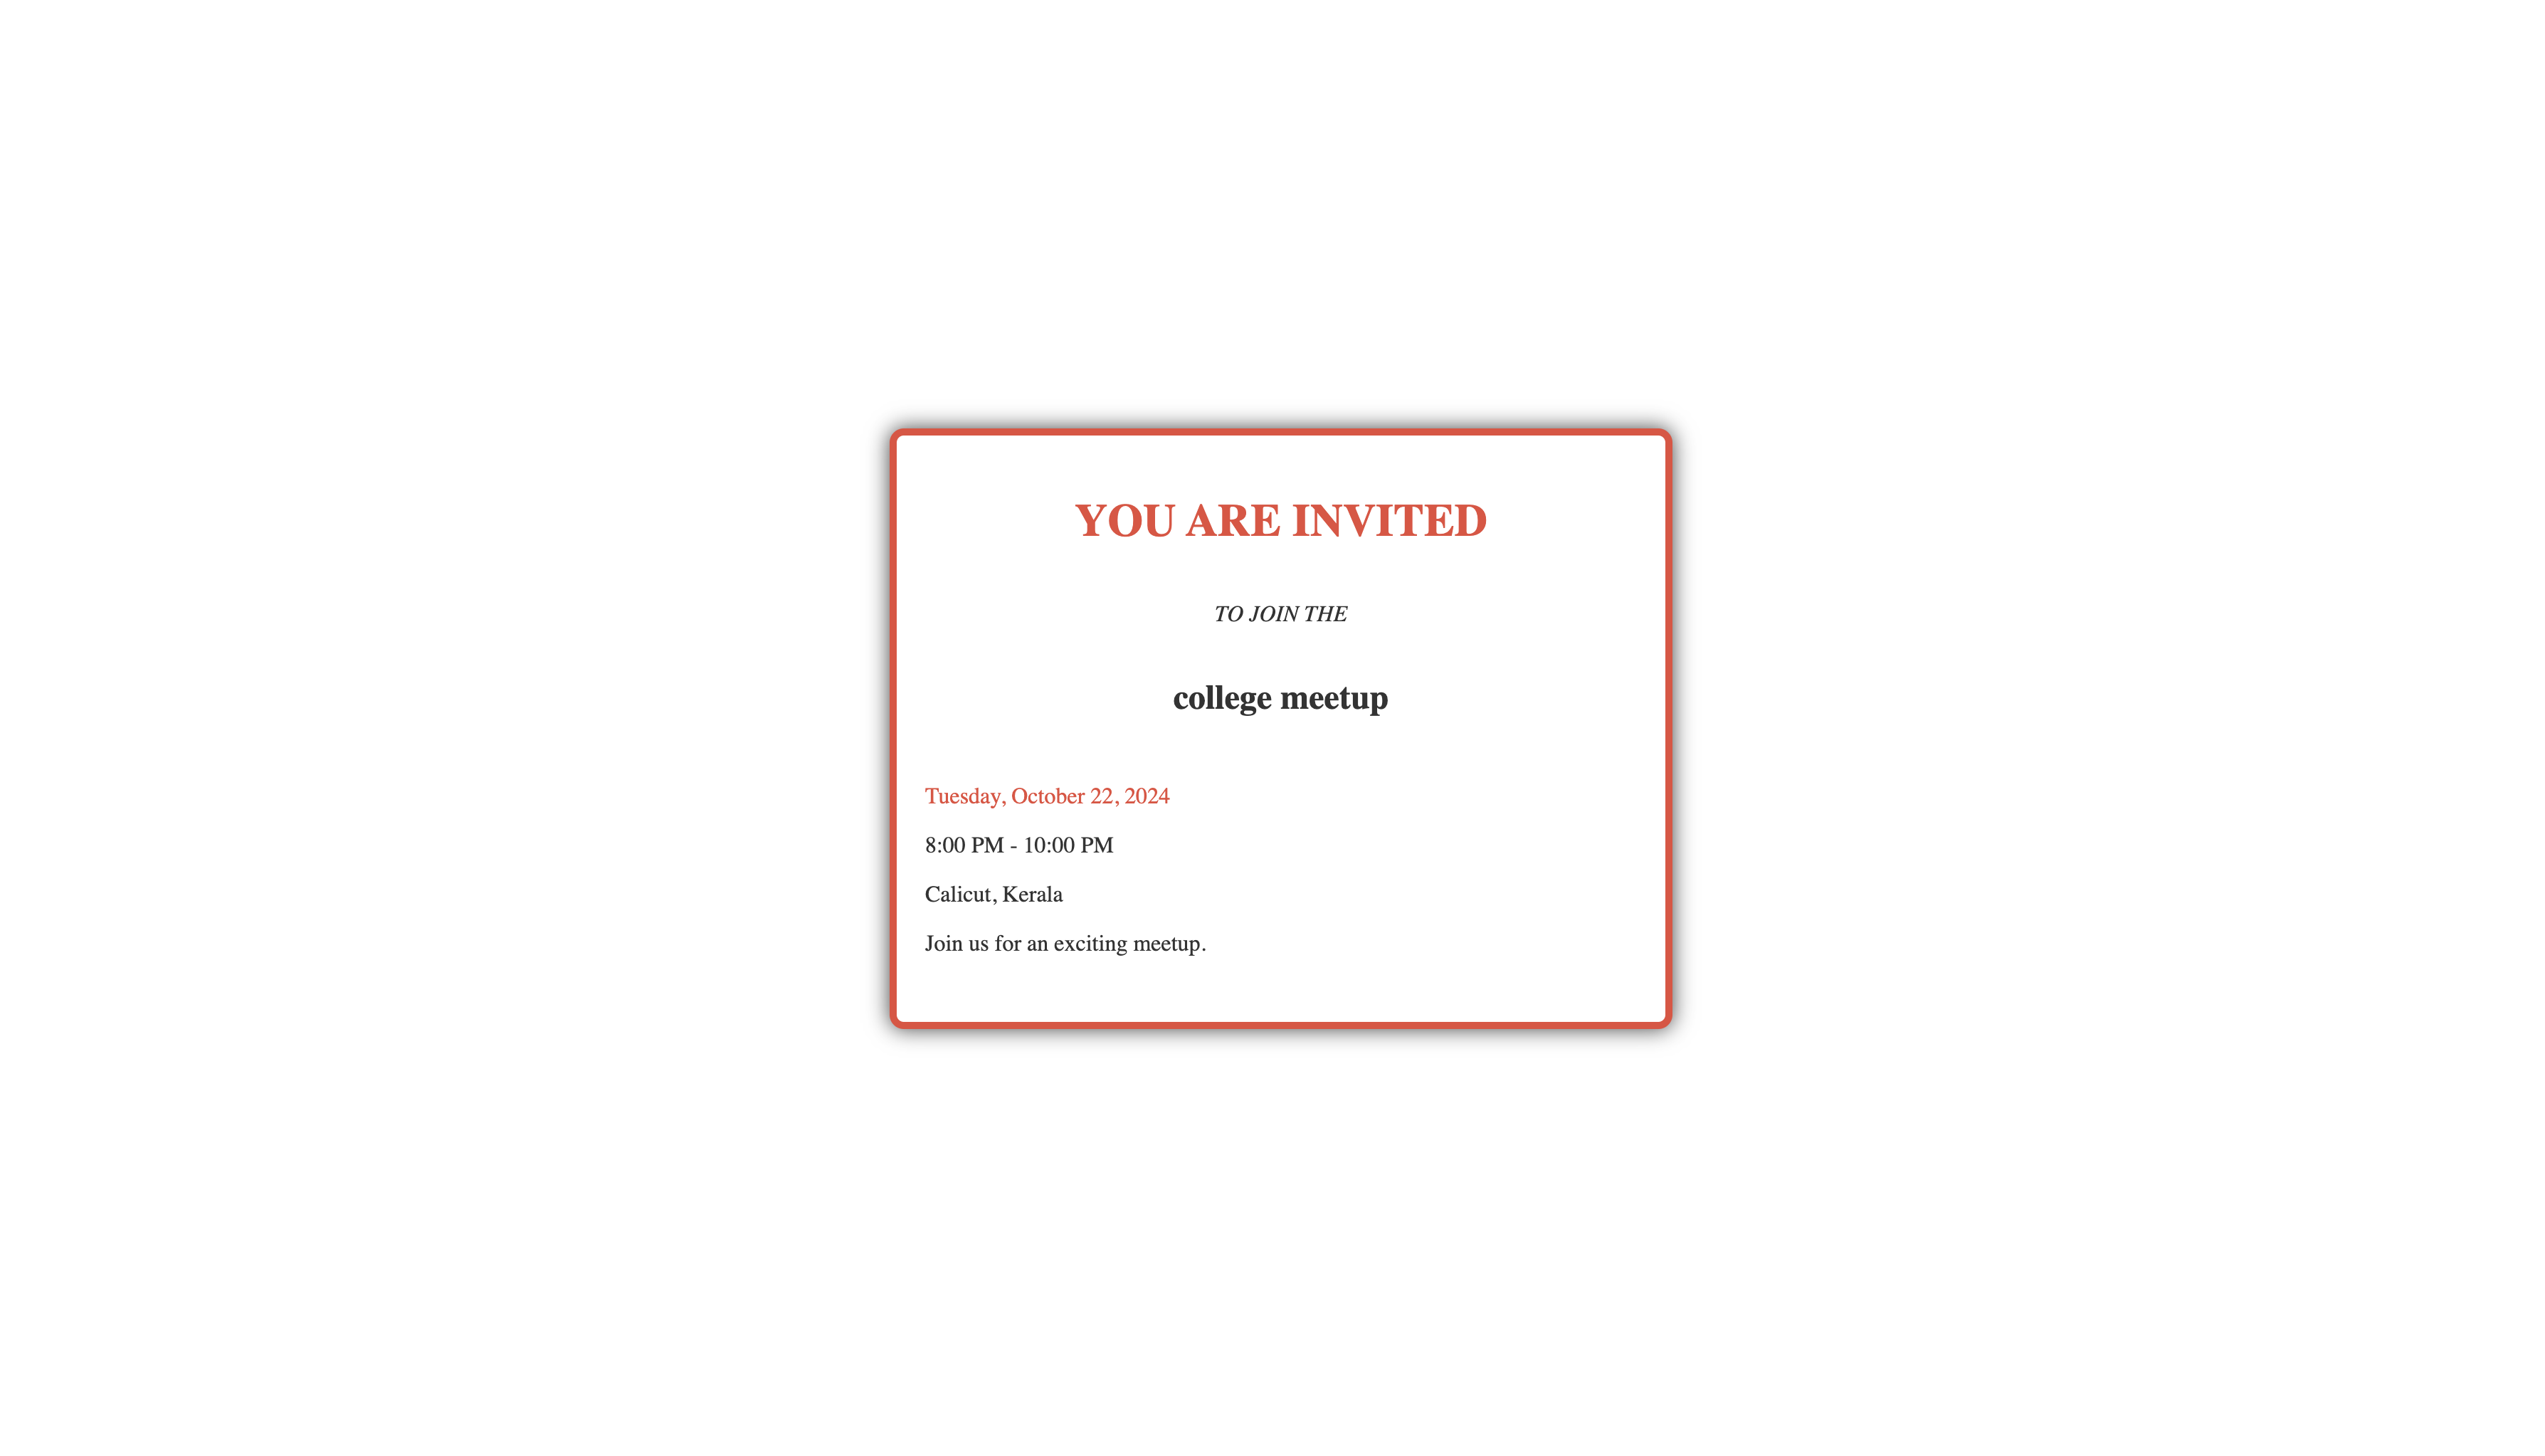 YOU ARE INVITED
TO JOIN THE
college meetup
Tuesday, October 22, 2024
8:00 PM - 10:00 PM
Calicut, Kerala
Join us for an exciting meetup.